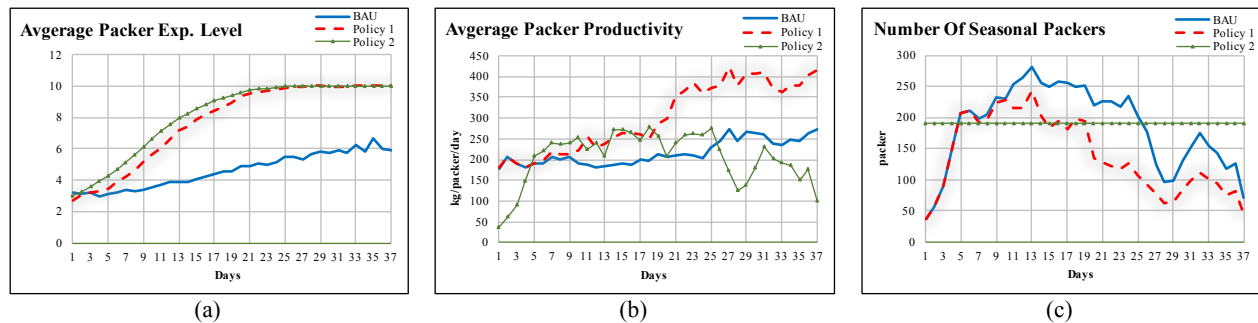 Avgerage Packer Exp. Level
BAU
Policy 1
Policy 2
12
10
8
6
4
2
0
1 3 5 7 9 11 13 15 17 19 21 23 25 27 29 31 33 35 37
Days
(a)
Avgerage Packer Productivity
BAU
Policy 1
Policy 2
kg/packer/day
450
400
350
300
250
200
150
100
50
0
1 3 5 7 9 11 13 15 17 19 21 23 25 27 29 31 33 35 37
Days
(b)
Number Of Seasonal Packers
BAU
Policy 1
Policy 2
packer
300
250
200
150
100
50
0
1 3 5 7 9 11 13 15 17 19 21 23 25 27 29 31 33 35 37
Days
(c)